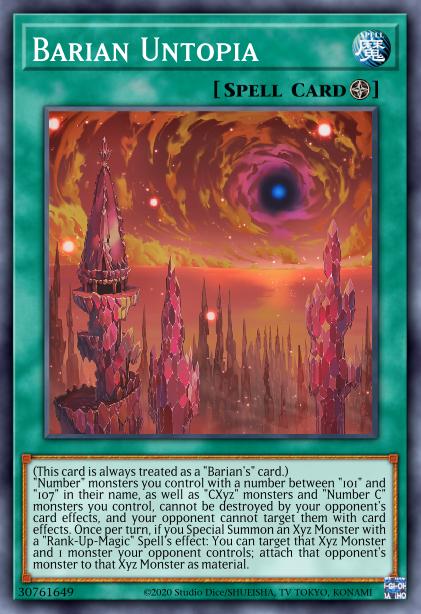 BARIAN UNTOPIA
SPELL
魔
[SPELL CARD]
(This card is always treated as a "Barian's" card.)
"Number" monsters you control with a number between "101" and
"107" in their name, as well as "CXyz" monsters and "Number C"
monsters you control, cannot be destroyed by your opponent's
card effects, and your opponent cannot target them with card
effects. Once per turn, if you Special Summon an Xyz Monster with
a "Rank-Up-Magic" Spell's effect: You can target that Xyz Monster
and 1 monster your opponent controls; attach that opponent's
monster to that Xyz Monster as material.
30761649
©2020 Studio Dice/SHUEISHA, TV TOKYO, KONAMI